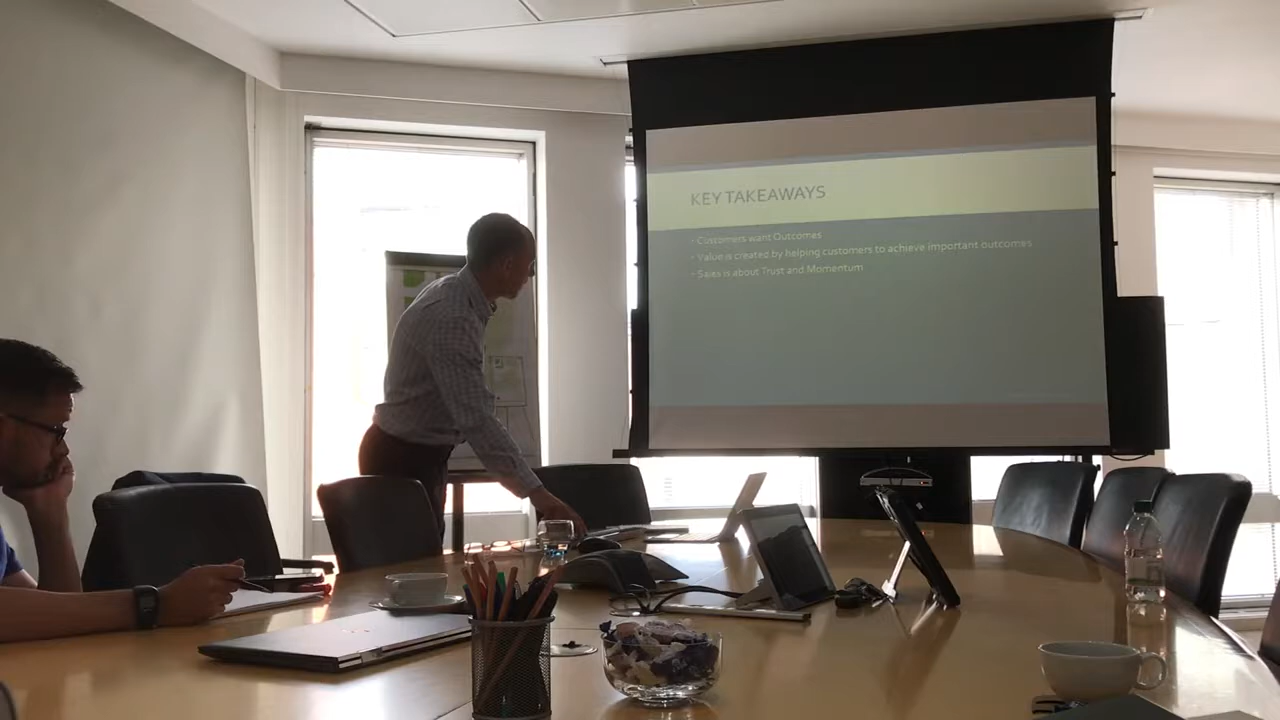 KEY TAKEAWAYS
- Customers want Outcomes
- Value is created by helping customers to achieve important outcomes
- Sales is about Trust and Momentum